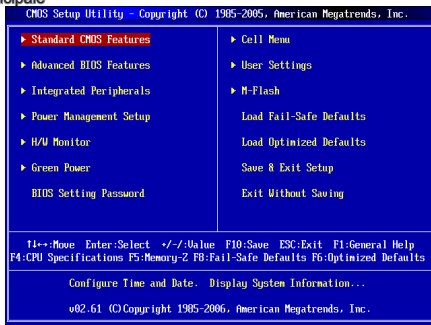 cipale
CMOS Setup Utility - Copyright (C) 1985-2005, American Megatrends, Inc.
▶ Standard CMOS Features
▶ Advanced BIOS Features
▶ Integrated Peripherals
▶ Power Management Setup
▶ H/W Monitor
▶ Green Power
BIOS Setting Password
▶ Cell Menu
▶ User Settings
▶ M-Flash
Load Fail-Safe Defaults
Load Optimized Defaults
Save & Exit Setup
Exit Without Saving
↑↓←→:Move Enter:Select +/-/:Value F10:Save ESC:Exit F1:General Help
F4:CPU Specifications F5:Memory-Z F8:Fail-Safe Defaults F6:Optimized Defaults
Configure Time and Date. Display System Information...
v02.61 (C)Copyright 1985-2006, American Megatrends, Inc.